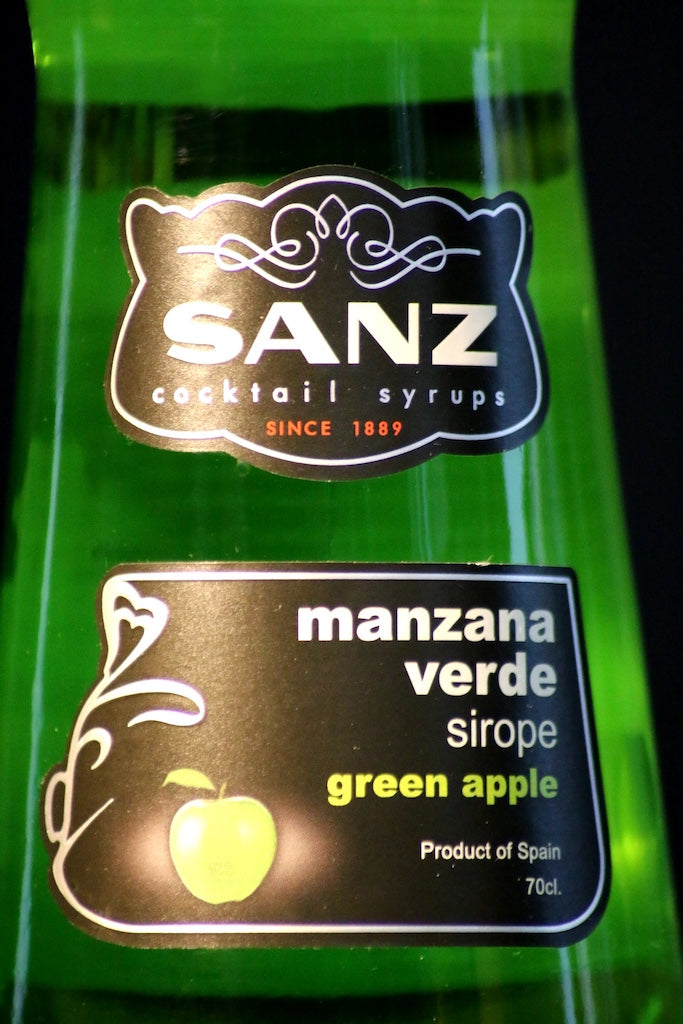 SANZ
cocktail syrups
SINCE 1889
manzana
verde
sirope
green apple
Product of Spain
70cl.